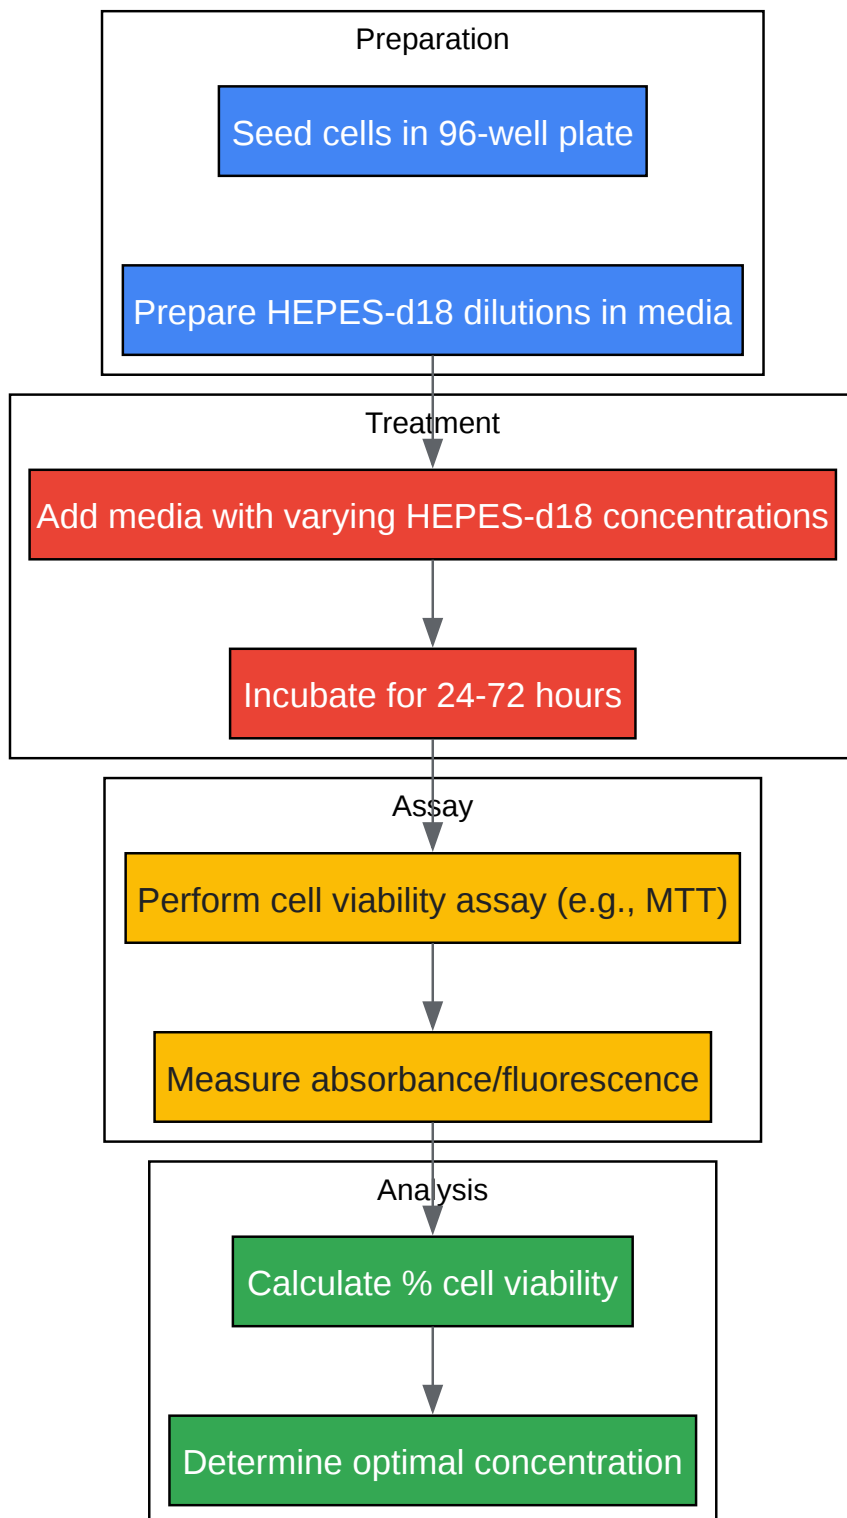 Preparation
Seed cells in 96-well plate
Prepare HEPES-d18 dilutions in media
Treatment
Add media with varying HEPES-d18 concentrations
Incubate for 24-72 hours
Assay
Perform cell viability assay (e.g., MTT)
Measure absorbance/fluorescence
Analysis
Calculate % cell viability
Determine optimal concentration